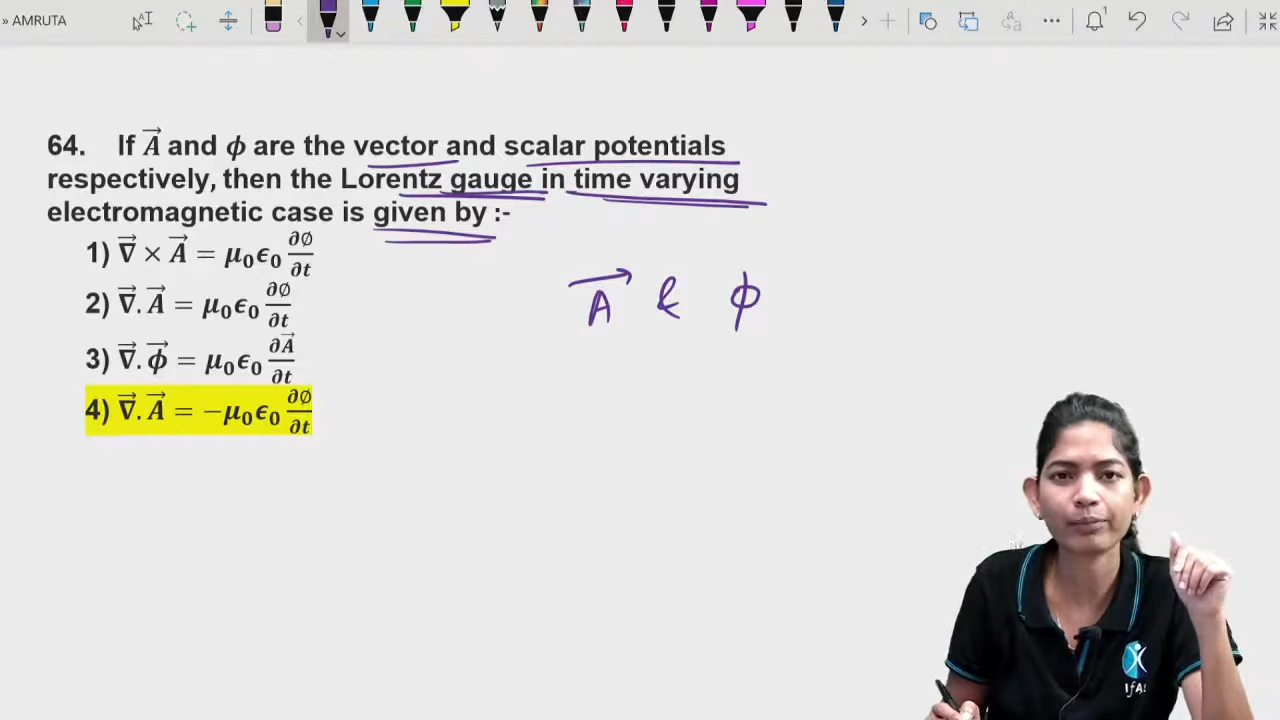 » AMRUTA
64. If A⃗ and ϕ are the vector and scalar potentials
respectively, then the Lorentz gauge in time varying
electromagnetic case is given by :-
1) ∇⃗ × A⃗ = μ₀ϵ₀ ∂∅/∂t
2) ∇⃗. A⃗ = μ₀ϵ₀ ∂∅/∂t
3) ∇⃗. ϕ⃗ = μ₀ϵ₀ ∂A⃗/∂t
4) ∇⃗. A⃗ = −μ₀ϵ₀ ∂∅/∂t
A⃗ & ϕ
IFAS